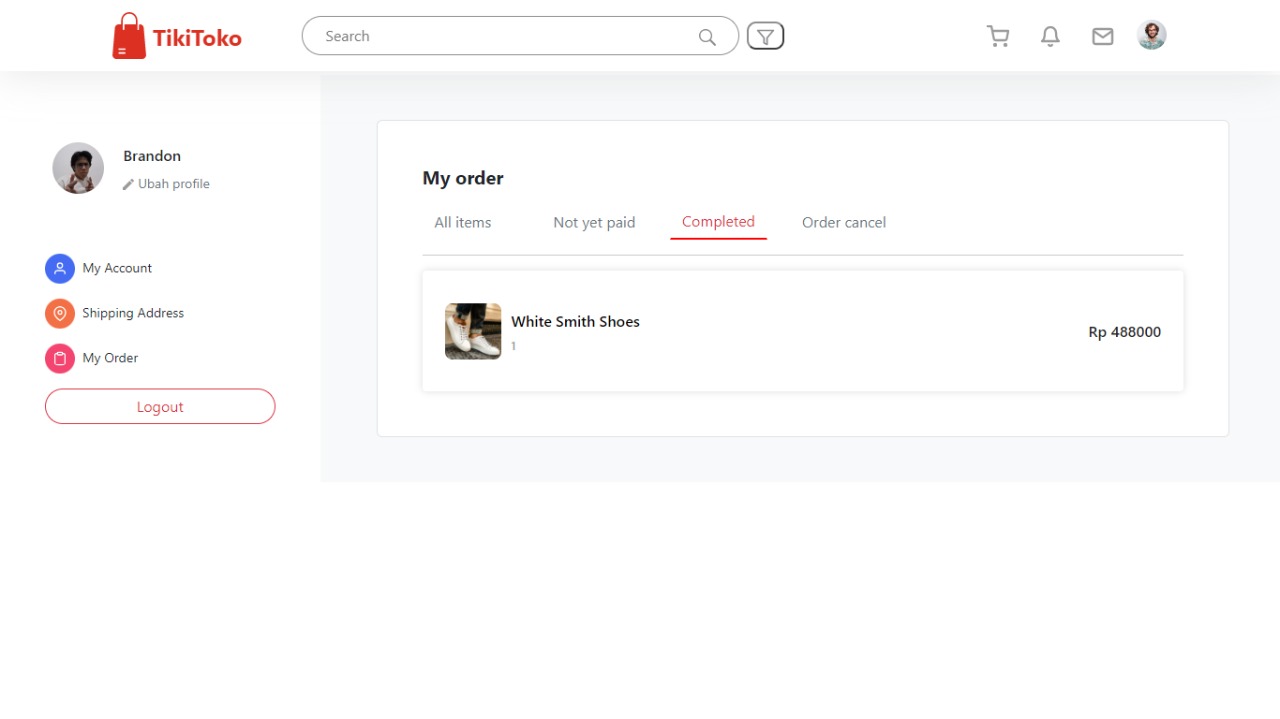 TikiToko
Search
Brandon
Ubah profile
My Account
Shipping Address
My Order
Logout
My order
All items
Not yet paid
Completed
Order cancel
White Smith Shoes
1
Rp 488000